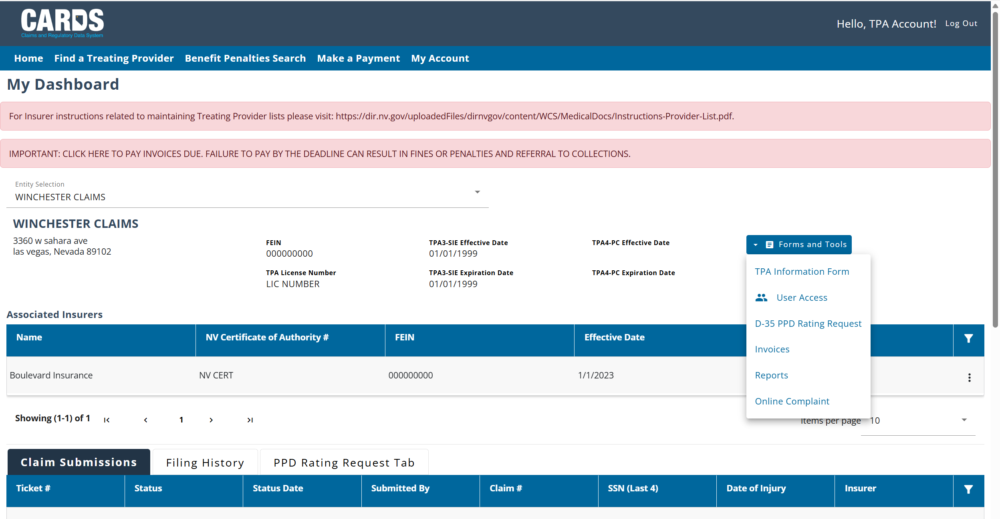 CARDS
Claims and Regulatory Data System
Hello, TPA Account! Log Out
Home Find a Treating Provider Benefit Penalties Search Make a Payment My Account
My Dashboard
For Insurer instructions related to maintaining Treating Provider lists please visit: https://dir.nv.gov/uploadedFiles/dirnvgov/content/WCS/MedicalDocs/Instructions-Provider-List.pdf.
IMPORTANT: CLICK HERE TO PAY INVOICES DUE. FAILURE TO PAY BY THE DEADLINE CAN RESULT IN FINES OR PENALTIES AND REFERRAL TO COLLECTIONS.
Entity Selection
WINCHESTER CLAIMS
WINCHESTER CLAIMS
3360 w sahara ave
las vegas, Nevada 89102
FEIN
000000000
TPA License Number
LIC NUMBER
TPA3-SIE Effective Date
01/01/1999
TPA3-SIE Expiration Date
01/01/1999
TPA4-PC Effective Date
TPA4-PC Expiration Date
Forms and Tools
TPA Information Form
User Access
D-35 PPD Rating Request
Invoices
Reports
Online Complaint
Associated Insurers
Name NV Certificate of Authority # FEIN Effective Date
Boulevard Insurance NV CERT 000000000 1/1/2023
Showing (1-1) of 1 1 Items per page 10
Claim Submissions Filing History PPD Rating Request Tab
Ticket # Status Status Date Submitted By Claim # SSN (Last 4) Date of Injury Insurer